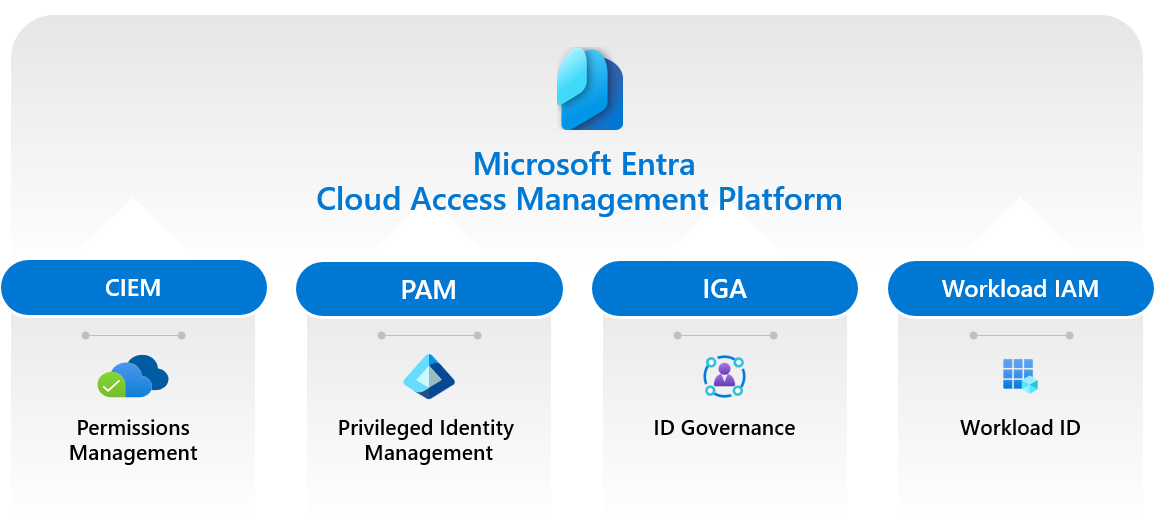 Microsoft Entra
Cloud Access Management Platform
CIEM
PAM
IGA
Workload IAM
Permissions
Management
Privileged Identity
Management
ID Governance
Workload ID